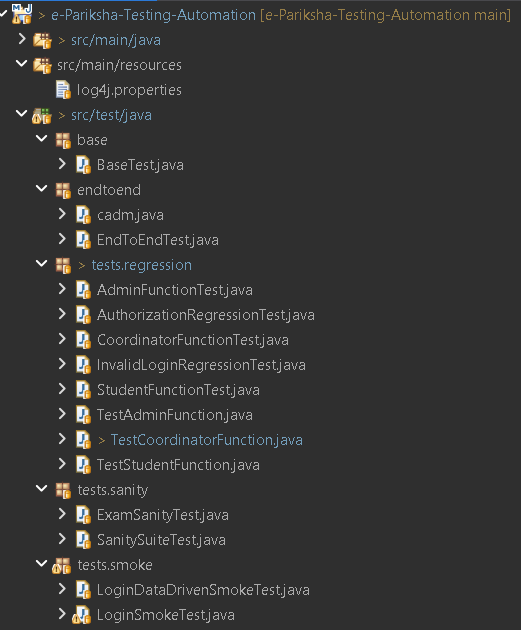 > e-Pariksha-Testing-Automation [e-Pariksha-Testing-Automation main]
> src/main/java
src/main/resources
log4j.properties
> src/test/java
base
BaseTest.java
endtoend
cadm.java
EndToEndTest.java
> tests.regression
AdminFunctionTest.java
AuthorizationRegressionTest.java
CoordinatorFunctionTest.java
InvalidLoginRegressionTest.java
StudentFunctionTest.java
TestAdminFunction.java
> TestCoordinatorFunction.java
TestStudentFunction.java
tests.sanity
ExamSanityTest.java
SanitySuiteTest.java
tests.smoke
LoginDataDrivenSmokeTest.java
LoginSmokeTest.java